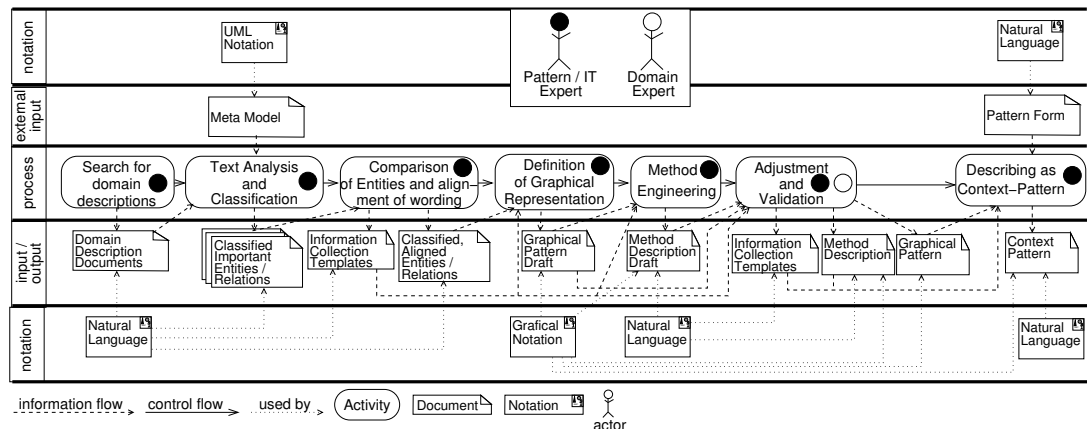 notation
UML
Notation
Pattern / IT
Expert
Domain
Expert
Natural
Language
external
input
Meta Model
Pattern Form
process
Search for
domain
descriptions
Text Analysis
and
Classification
Comparison
of Entities and align-
ment of wording
Definition
of Graphical
Representation
Method
Engineering
Adjustment
and
Validation
Describing as
Context-Pattern
input /
output
Domain
Description
Documents
Classified
Important
Entities /
Relations
Information
Collection
Templates
Classified,
Aligned
Entities /
Relations
Graphical
Pattern
Draft
Method
Description
Draft
Information
Collection
Templates
Method
Description
Graphical
Pattern
Context
Pattern
notation
Natural
Language
Grafical
Notation
Natural
Language
Natural
Language
information flow
control flow
used by
Activity
Document
Notation
actor